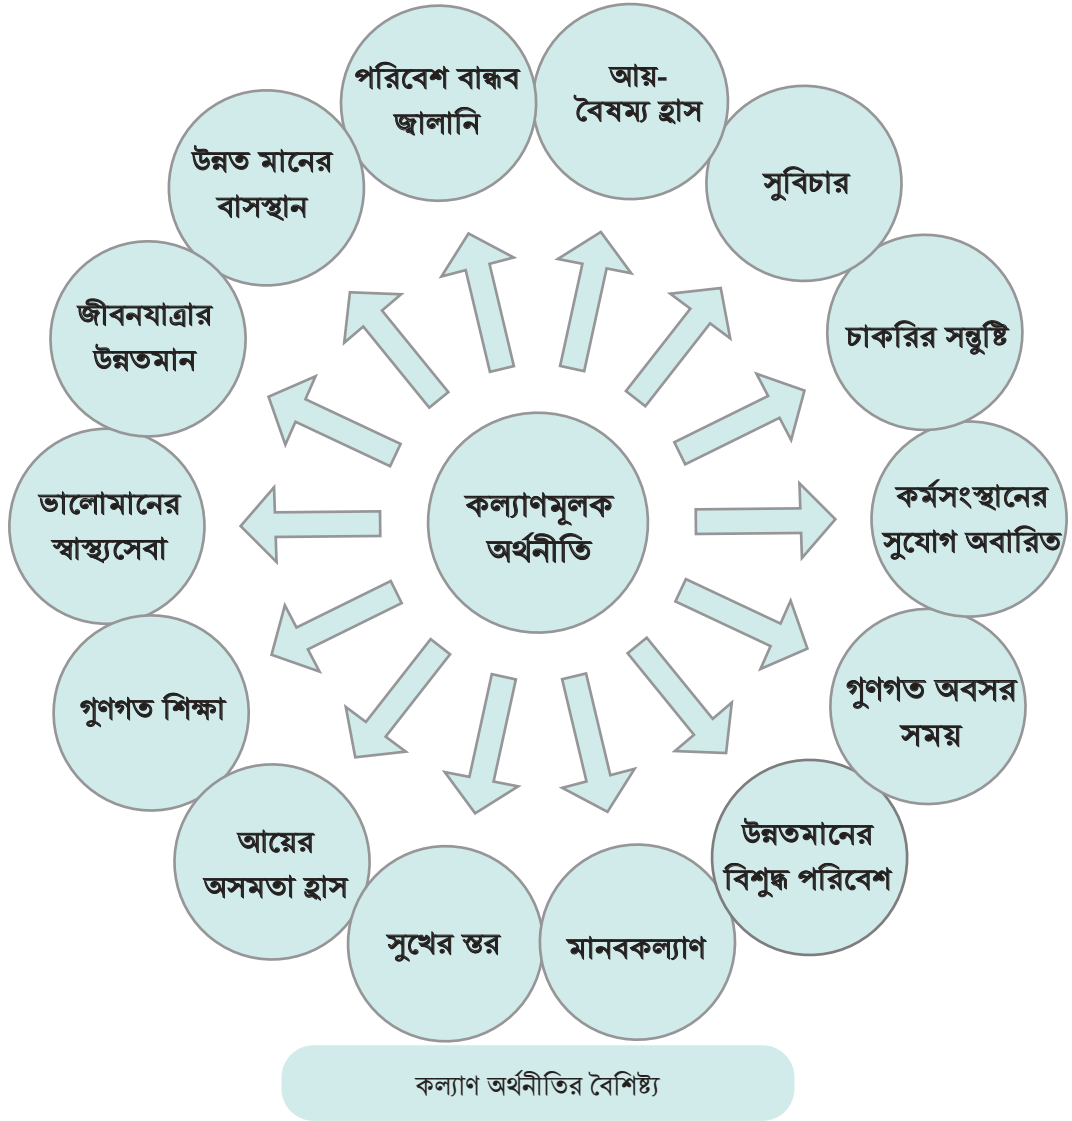 পরিবেশ বান্ধব
জ্বালানি
আয়-
বৈষম্য হ্রাস
সুবিচার
চাকরির সন্তুষ্টি
কর্মসংস্থানের
সুযোগ অবারিত
গুণগত অবসর
সময়
উন্নতমানের
বিশুদ্ধ পরিবেশ
মানবকল্যাণ
সুখের স্তর
আয়ের
অসমতা হ্রাস
গুণগত শিক্ষা
ভালোমানের
স্বাস্থ্যসেবা
জীবনযাত্রার
উন্নতমান
উন্নত মানের
বাসস্থান
কল্যাণমূলক
অর্থনীতি
কল্যাণ অর্থনীতির বৈশিষ্ট্য